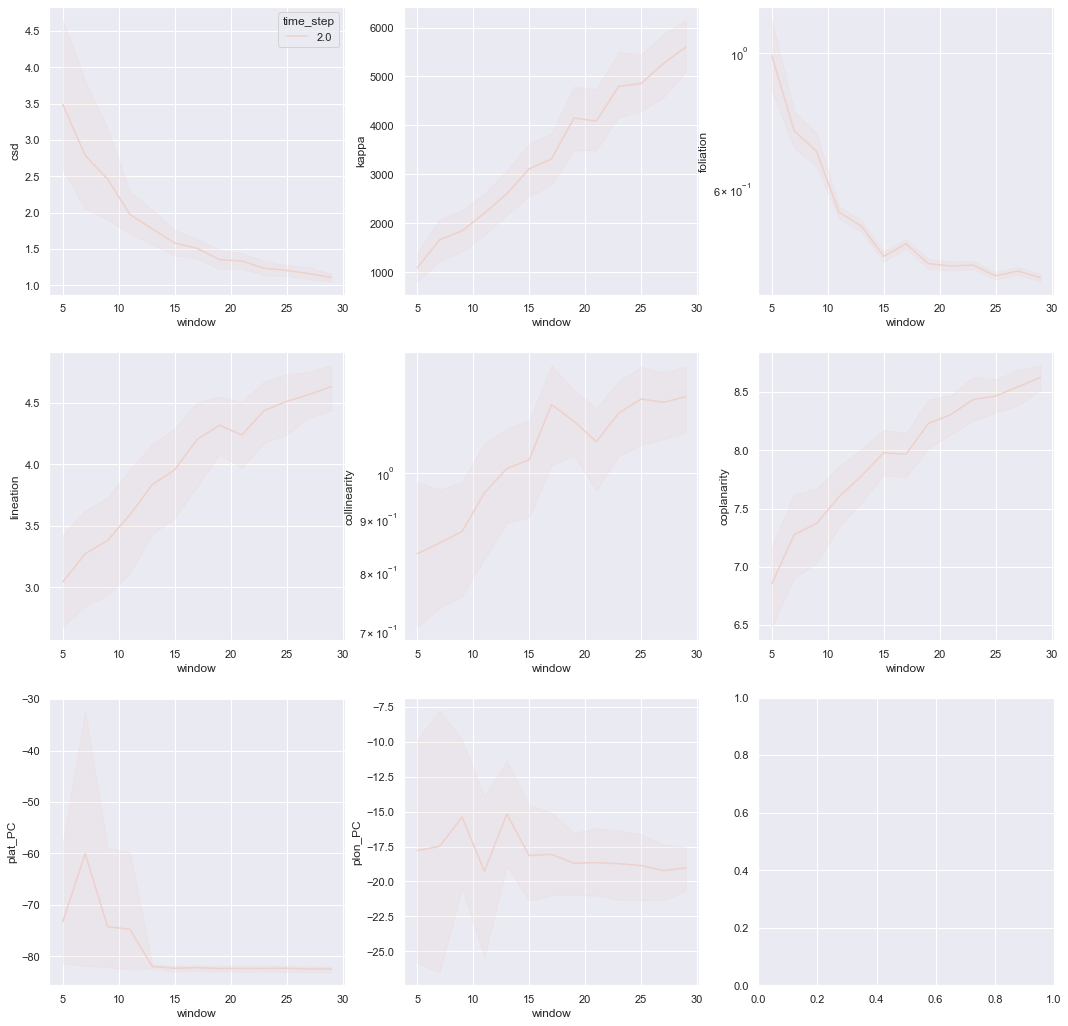 time_step
2.0
csd
4.5
4.0
3.5
3.0
2.5
2.0
1.5
1.0
5 10 15 20 25 30
window
kappa
6000
5000
4000
3000
2000
1000
5 10 15 20 25 30
window
foliation
10⁰
6 × 10⁻¹
5 10 15 20 25 30
window
lineation
4.5
4.0
3.5
3.0
5 10 15 20 25 30
window
collinearity
10⁰
9 × 10⁻¹
8 × 10⁻¹
7 × 10⁻¹
5 10 15 20 25 30
window
coplanarity
8.5
8.0
7.5
7.0
6.5
5 10 15 20 25 30
window
plat_PC
−30
−40
−50
−60
−70
−80
5 10 15 20 25 30
window
plon_PC
−7.5
−10.0
−12.5
−15.0
−17.5
−20.0
−22.5
−25.0
5 10 15 20 25 30
window
1.0
0.8
0.6
0.4
0.2
0.0
0.0 0.2 0.4 0.6 0.8 1.0